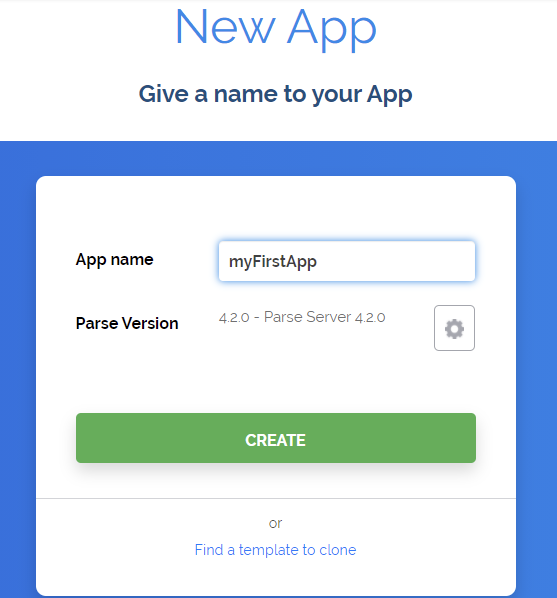 New App
Give a name to your App
App name
myFirstApp
Parse Version
4.2.0 - Parse Server 4.2.0
CREATE
or
Find a template to clone